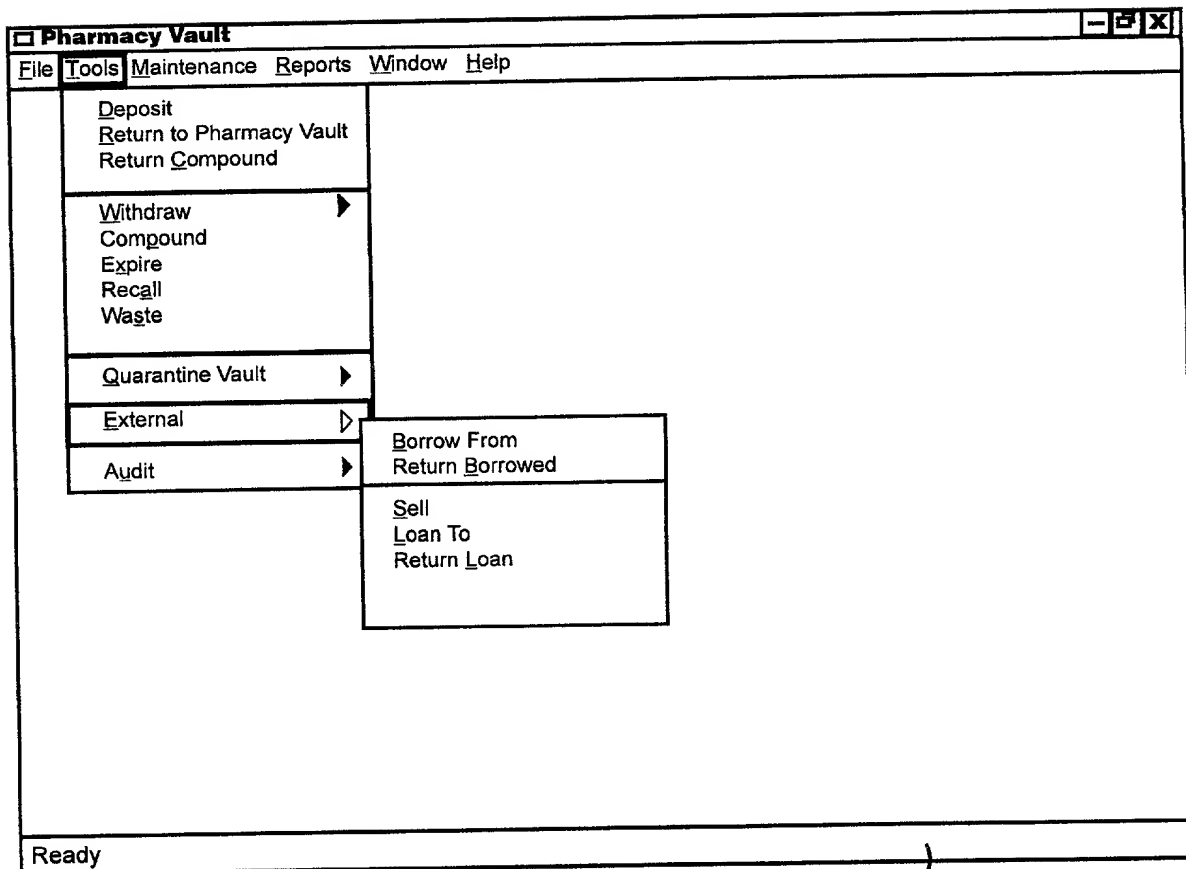 Pharmacy Vault
File Tools Maintenance Reports Window Help
Deposit
Return to Pharmacy Vault
Return Compound
Withdraw
Compound
Expire
Recall
Waste
Quarantine Vault
External
Audit
Borrow From
Return Borrowed
Sell
Loan To
Return Loan
Ready